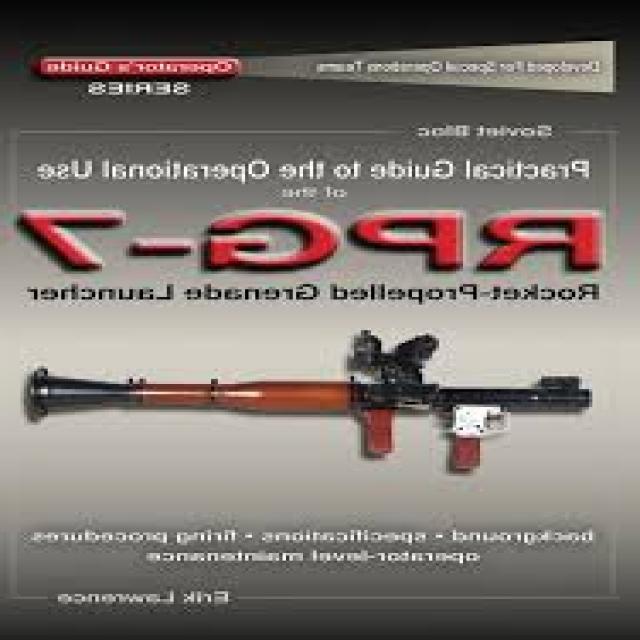 Developed For Special Operations Teams
Operator's Guide
SERIES
Soviet Bloc
Practical Guide to the Operational Use
of the
RPG-7
Rocket-Propelled Grenade Launcher
background • specifications • firing procedures
operator-level maintenance
Erik Lawrence